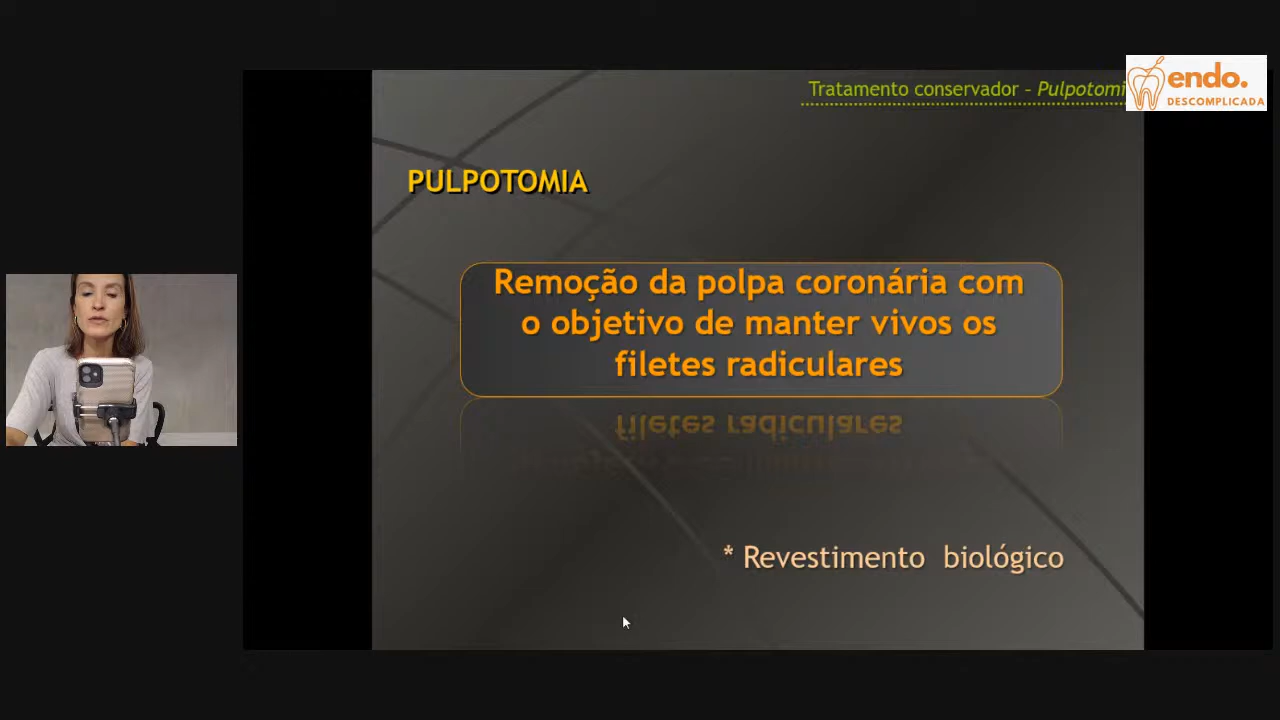 Tratamento conservador – Pulpotomi
endo.
DESCOMPLICADA
PULPOTOMIA
Remoção da polpa coronária com
o objetivo de manter vivos os
filetes radiculares
* Revestimento biológico